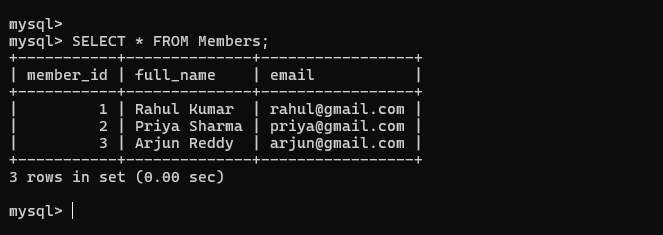 mysql>
mysql> SELECT * FROM Members;
+-----------+--------------+-----------------+
| member_id | full_name    | email           |
+-----------+--------------+-----------------+
|         1 | Rahul Kumar  | rahul@gmail.com |
|         2 | Priya Sharma | priya@gmail.com |
|         3 | Arjun Reddy  | arjun@gmail.com |
+-----------+--------------+-----------------+
3 rows in set (0.00 sec)
mysql>